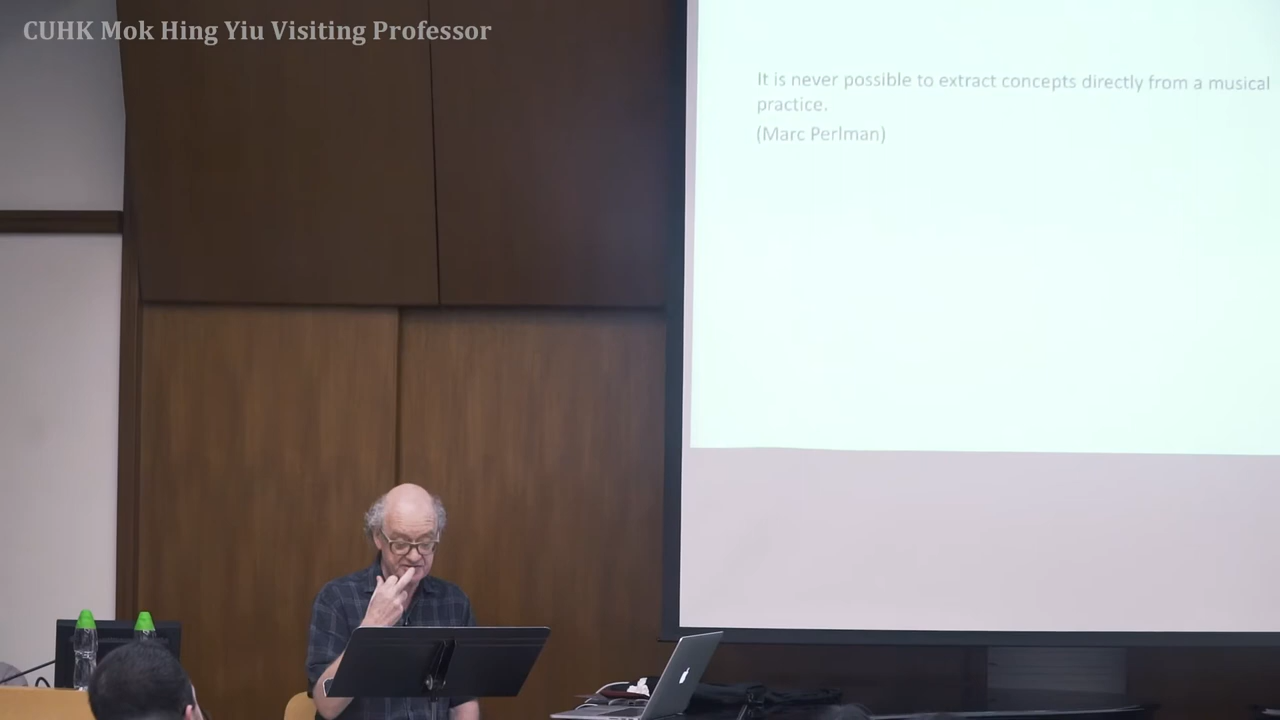 CUHK Mok Hing Yiu Visiting Professor
It is never possible to extract concepts directly from a musical
practice.
(Marc Perlman)